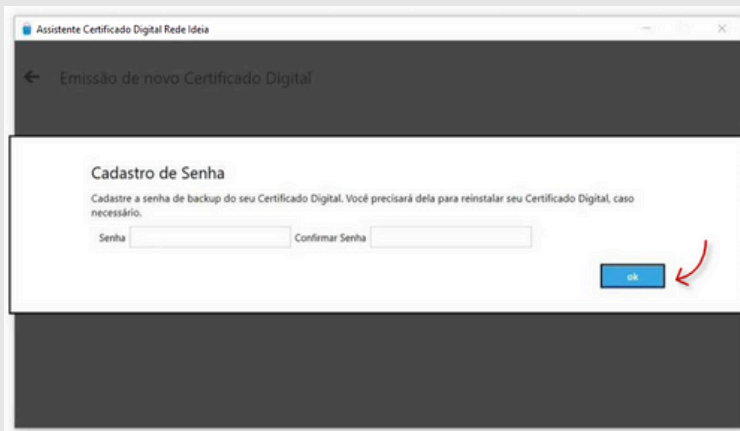 Assistente Certificado Digital Rede Ideia
Emissão de novo Certificado Digital
Cadastro de Senha
Cadastre a senha de backup do seu Certificado Digital. Você precisará dela para reinstalar seu Certificado Digital, caso
necessário.
Senha Confirmar Senha
ok